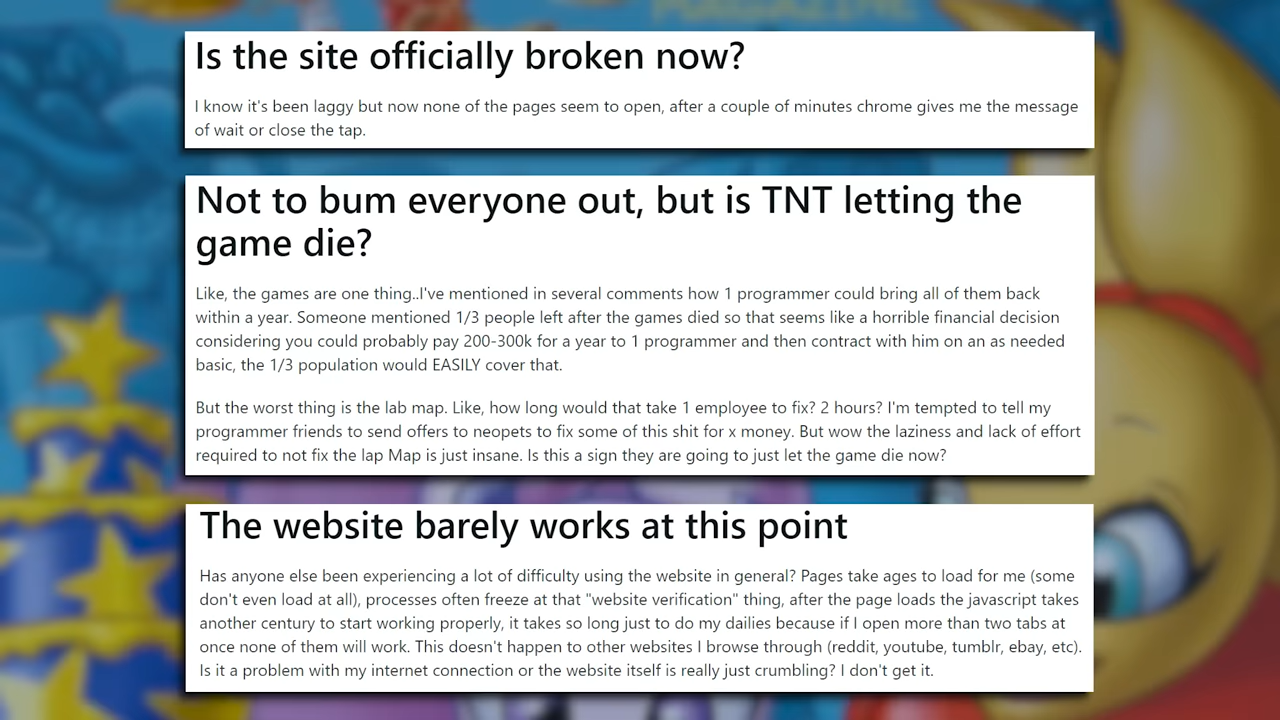 MAGAZINE
Is the site officially broken now?
I know it's been laggy but now none of the pages seem to open, after a couple of minutes chrome gives me the message
of wait or close the tap.
Not to bum everyone out, but is TNT letting the
game die?
Like, the games are one thing..I've mentioned in several comments how 1 programmer could bring all of them back
within a year. Someone mentioned 1/3 people left after the games died so that seems like a horrible financial decision
considering you could probably pay 200-300k for a year to 1 programmer and then contract with him on an as needed
basic, the 1/3 population would EASILY cover that.
But the worst thing is the lab map. Like, how long would that take 1 employee to fix? 2 hours? I'm tempted to tell my
programmer friends to send offers to neopets to fix some of this shit for x money. But wow the laziness and lack of effort
required to not fix the lap Map is just insane. Is this a sign they are going to just let the game die now?
The website barely works at this point
Has anyone else been experiencing a lot of difficulty using the website in general? Pages take ages to load for me (some
don't even load at all), processes often freeze at that "website verification" thing, after the page loads the javascript takes
another century to start working properly, it takes so long just to do my dailies because if I open more than two tabs at
once none of them will work. This doesn't happen to other websites I browse through (reddit, youtube, tumblr, ebay, etc).
Is it a problem with my internet connection or the website itself is really just crumbling? I don't get it.